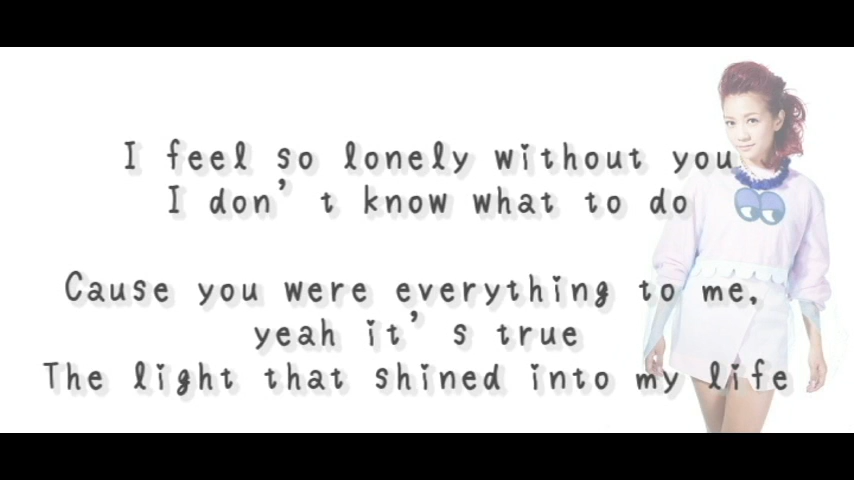 I feel so lonely without you
I don't know what to do
Cause you were everything to me,
yeah it's true
The light that shined into my life